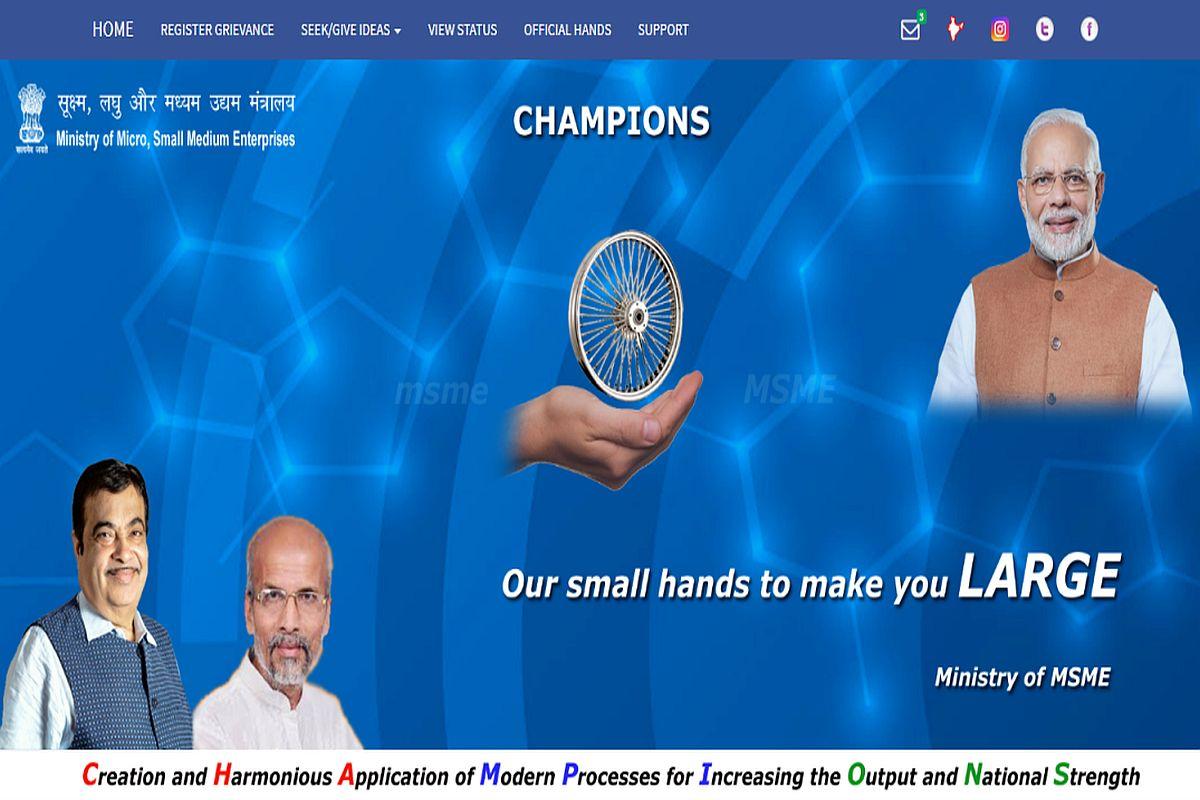 HOME REGISTER GRIEVANCE SEEK/GIVE IDEAS VIEW STATUS OFFICIAL HANDS SUPPORT 3
सूक्ष्म, लघु और मध्यम उद्यम मंत्रालय
Ministry of Micro, Small Medium Enterprises
सत्यमेव जयते
CHAMPIONS
msme MSME
Our small hands to make you LARGE
Ministry of MSME
Creation and Harmonious Application of Modern Processes for Increasing the Output and National Strength